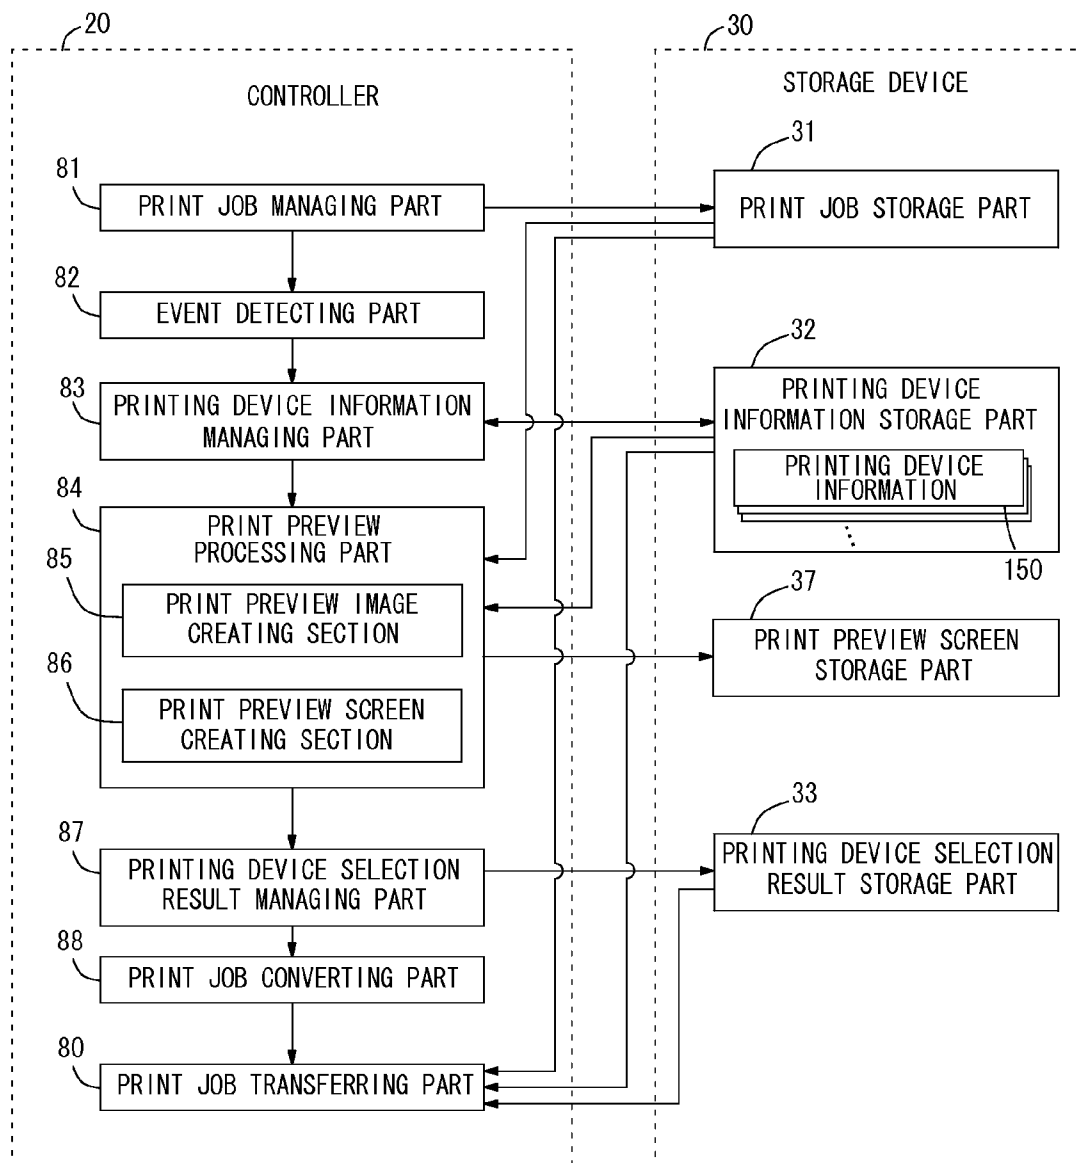 20
30
CONTROLLER
STORAGE DEVICE
81
PRINT JOB MANAGING PART
31
PRINT JOB STORAGE PART
82
EVENT DETECTING PART
83
PRINTING DEVICE INFORMATION
MANAGING PART
32
PRINTING DEVICE
INFORMATION STORAGE PART
PRINTING DEVICE
INFORMATION
150
84
PRINT PREVIEW
PROCESSING PART
85
PRINT PREVIEW IMAGE
CREATING SECTION
86
PRINT PREVIEW SCREEN
CREATING SECTION
37
PRINT PREVIEW SCREEN
STORAGE PART
87
PRINTING DEVICE SELECTION
RESULT MANAGING PART
33
PRINTING DEVICE SELECTION
RESULT STORAGE PART
88
PRINT JOB CONVERTING PART
80
PRINT JOB TRANSFERRING PART